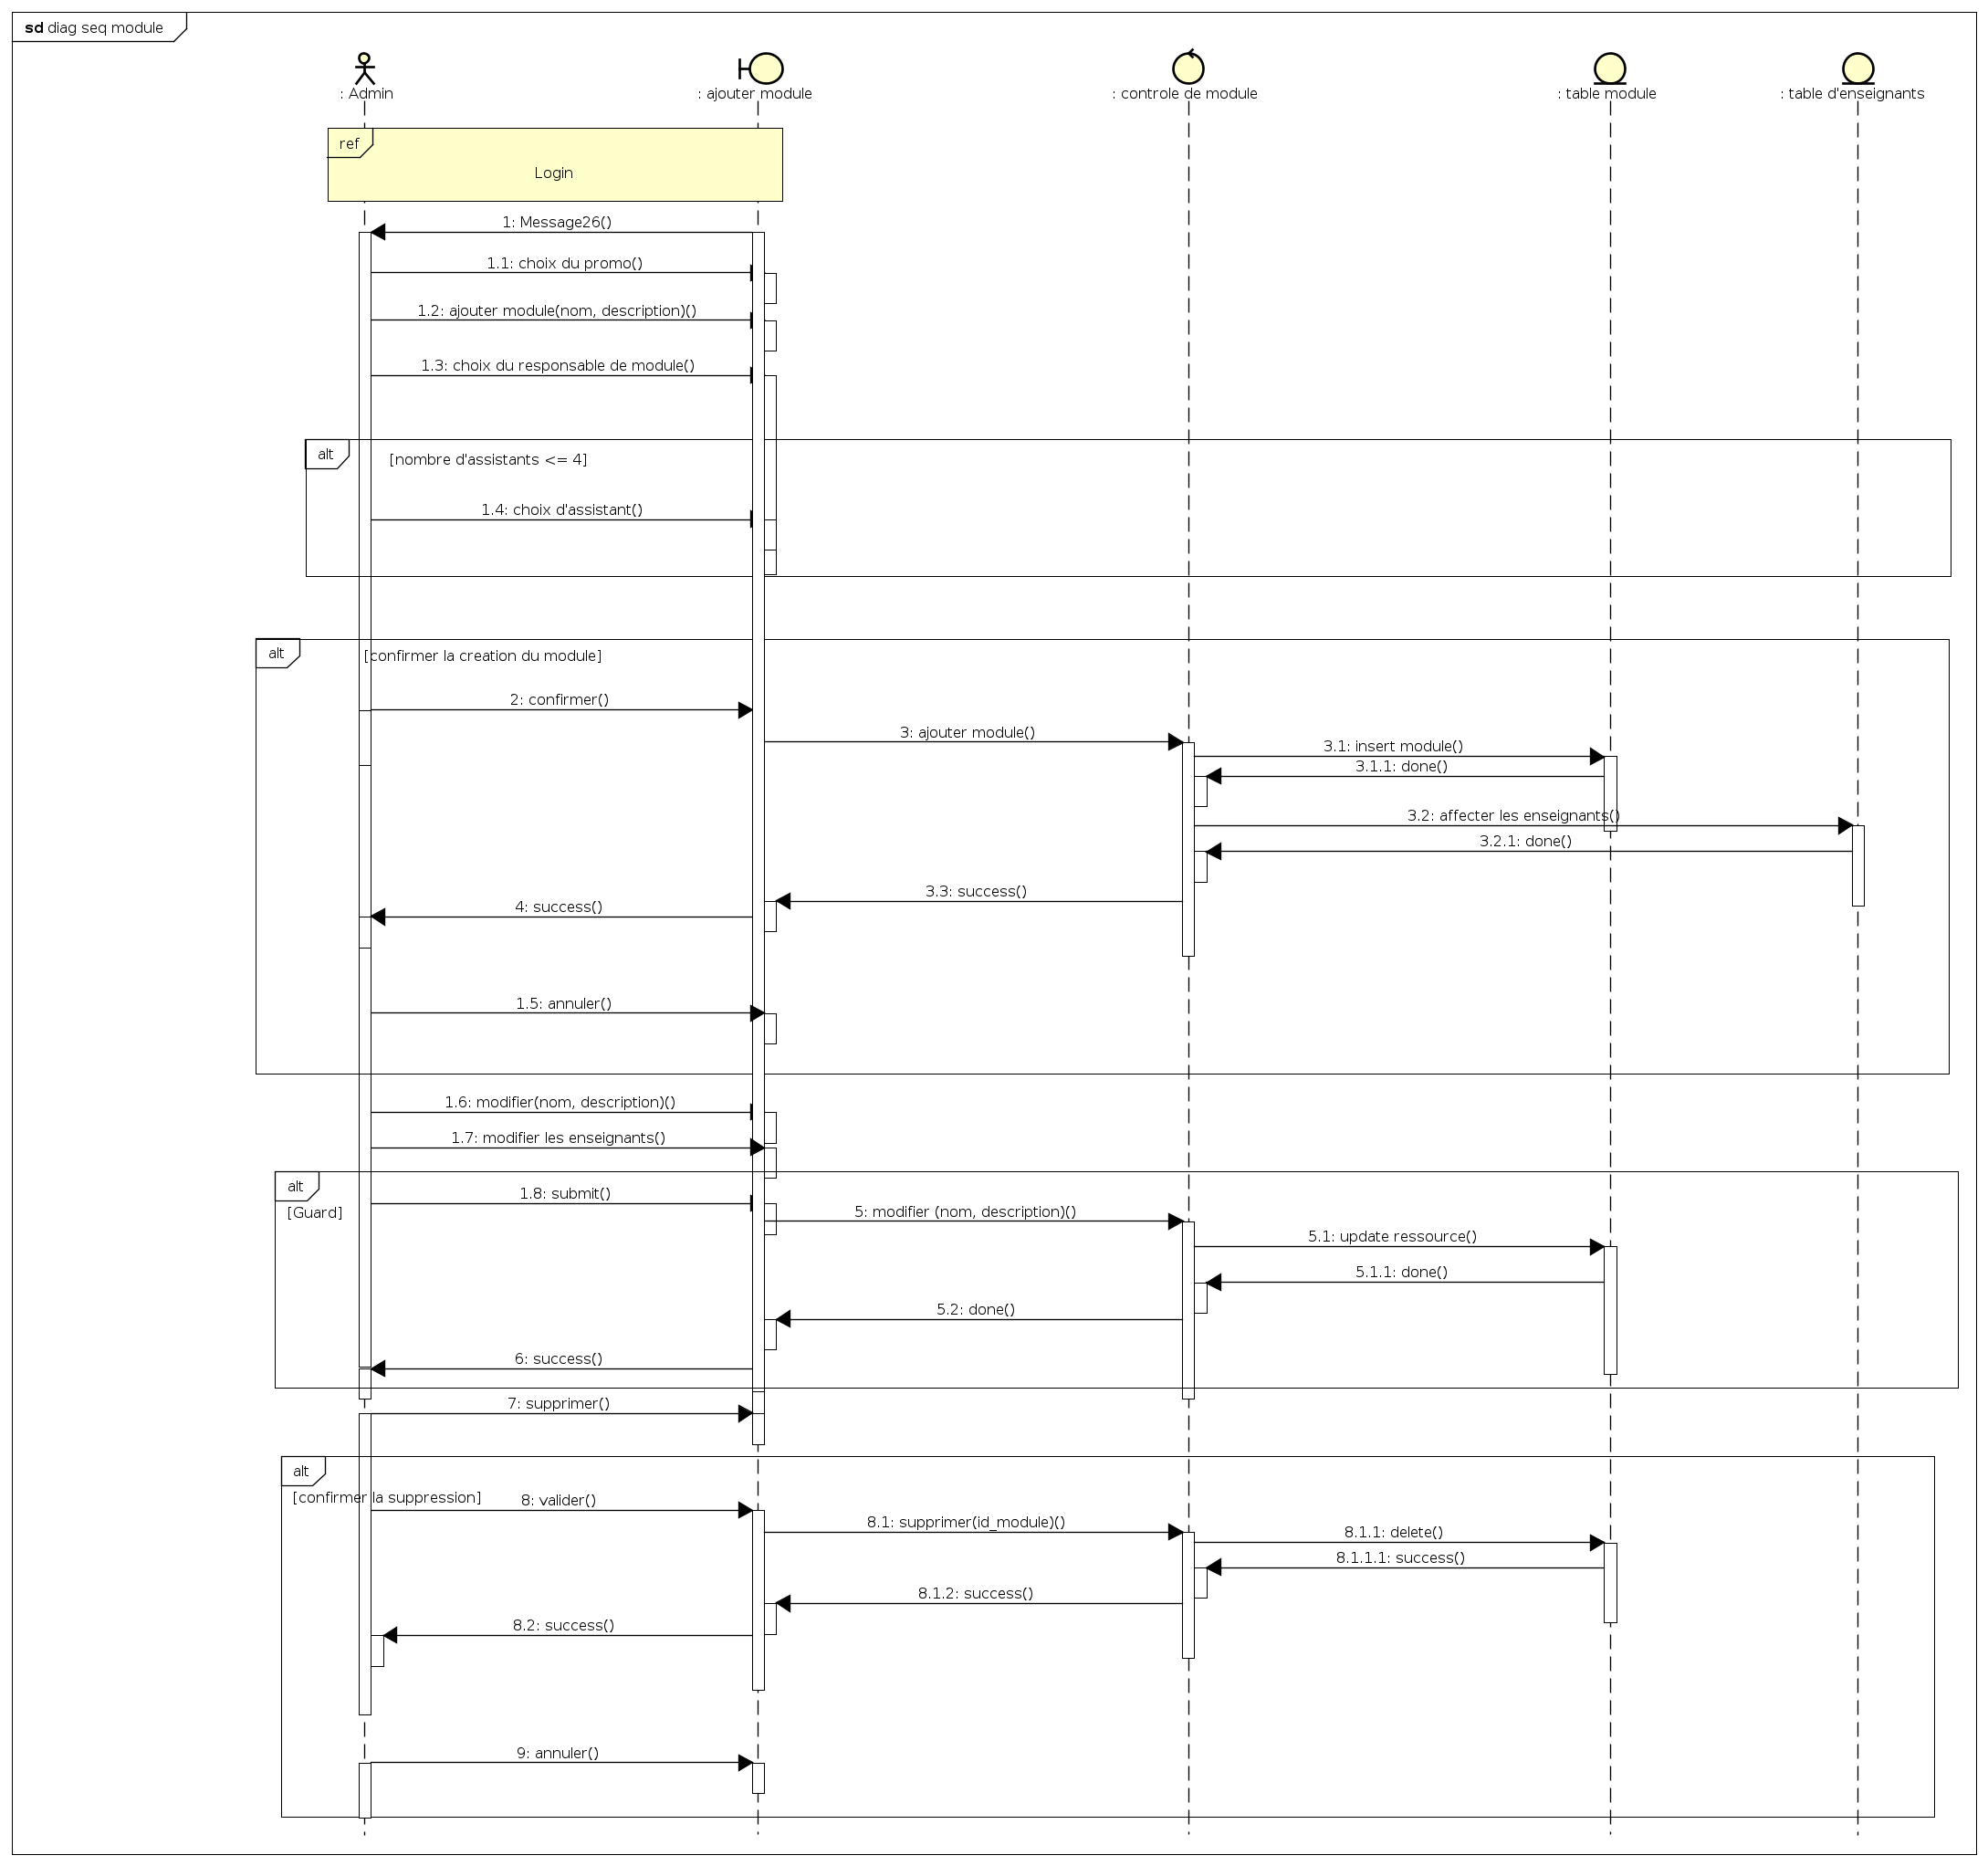 sd diag seq module
: Admin
: ajouter module
: controle de module
: table module
: table d'enseignants
ref
Login
1: Message26()
1.1: choix du promo()
1.2: ajouter module(nom, description)()
1.3: choix du responsable de module()
alt
[nombre d'assistants <= 4]
1.4: choix d'assistant()
alt
[confirmer la creation du module]
2: confirmer()
3: ajouter module()
3.1: insert module()
3.1.1: done()
3.2: affecter les enseignants()
3.2.1: done()
3.3: success()
4: success()
1.5: annuler()
1.6: modifier(nom, description)()
1.7: modifier les enseignants()
alt
[Guard]
1.8: submit()
5: modifier (nom, description)()
5.1: update ressource()
5.1.1: done()
5.2: done()
6: success()
7: supprimer()
alt
[confirmer la suppression]
8: valider()
8.1: supprimer(id_module)()
8.1.1: delete()
8.1.1.1: success()
8.1.2: success()
8.2: success()
9: annuler()